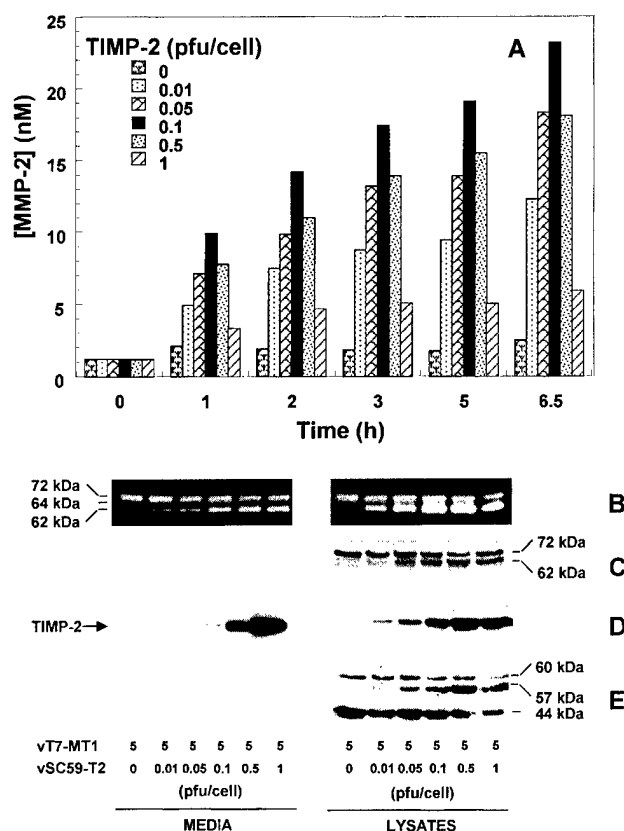 25
20
15
10
5
0
[MMP-2] (nM)
TIMP-2 (pfu/cell)
A
0
0.01
0.05
0.1
0.5
1
0 1 2 3 5 6.5
Time (h)
72 kDa
64 kDa
62 kDa
B
72 kDa
62 kDa
C
TIMP-2
D
60 kDa
57 kDa
44 kDa
E
vT7-MT1 5 5 5 5 5 5 5 5 5 5 5 5
vSC59-T2 0 0.01 0.05 0.1 0.5 1 0 0.01 0.05 0.1 0.5 1
(pfu/cell) (pfu/cell)
MEDIA LYSATES